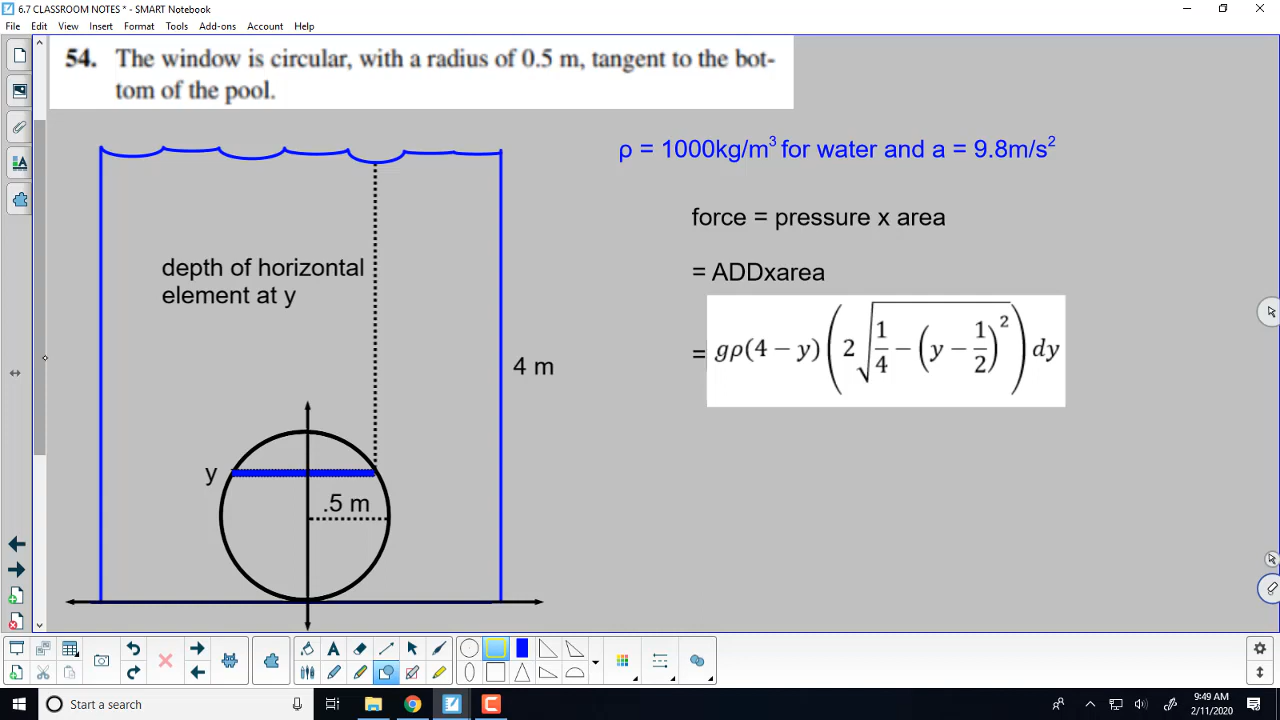 6.7 CLASSROOM NOTES * - SMART Notebook
File Edit View Insert Format Tools Add-ons Account Help
54. The window is circular, with a radius of 0.5 m, tangent to the bot-
tom of the pool.
ρ = 1000kg/m³ for water and a = 9.8m/s²
force = pressure x area
= ADDxarea
= gρ(4 − y)(2√(1/4 − (y − 1/2)²))dy
depth of horizontal
element at y
4 m
y
.5 m
Start a search
9:49 AM
2/11/2020